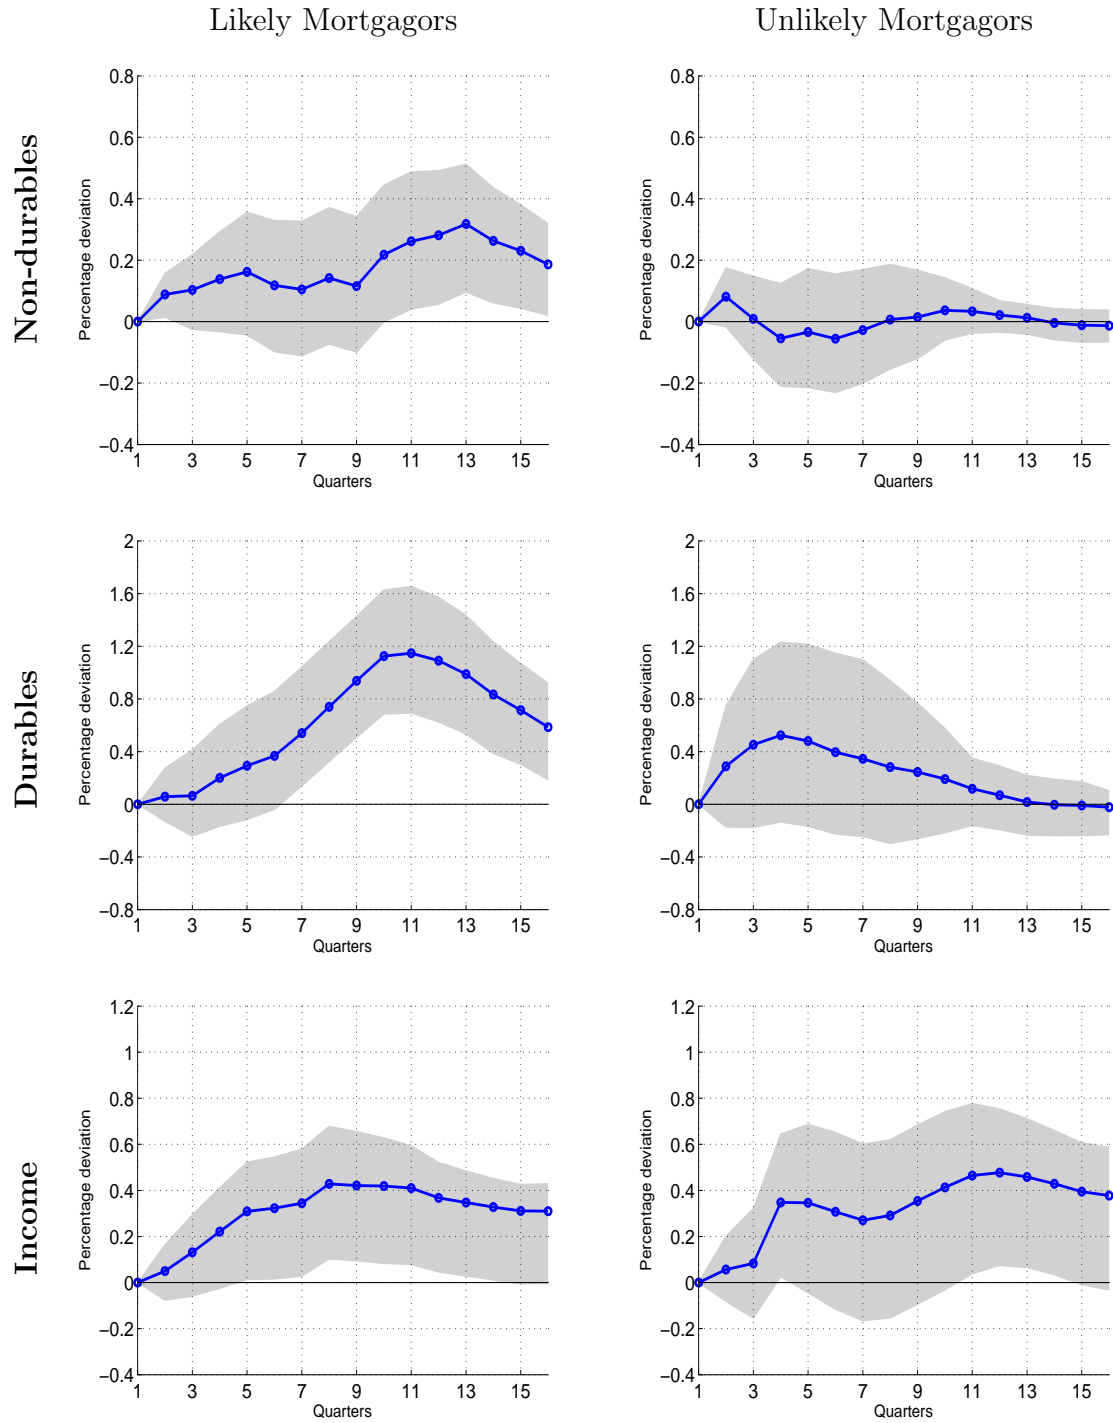 Likely Mortgagors
Unlikely Mortgagors
Non-durables
Percentage deviation
0.8
0.6
0.4
0.2
0
−0.2
−0.4
1 3 5 7 9 11 13 15
Quarters
Percentage deviation
0.8
0.6
0.4
0.2
0
−0.2
−0.4
1 3 5 7 9 11 13 15
Quarters
Durables
Percentage deviation
2
1.6
1.2
0.8
0.4
0
−0.4
−0.8
1 3 5 7 9 11 13 15
Quarters
Percentage deviation
2
1.6
1.2
0.8
0.4
0
−0.4
−0.8
1 3 5 7 9 11 13 15
Quarters
Income
Percentage deviation
1.2
1
0.8
0.6
0.4
0.2
0
−0.2
−0.4
1 3 5 7 9 11 13 15
Quarters
Percentage deviation
1.2
1
0.8
0.6
0.4
0.2
0
−0.2
−0.4
1 3 5 7 9 11 13 15
Quarters